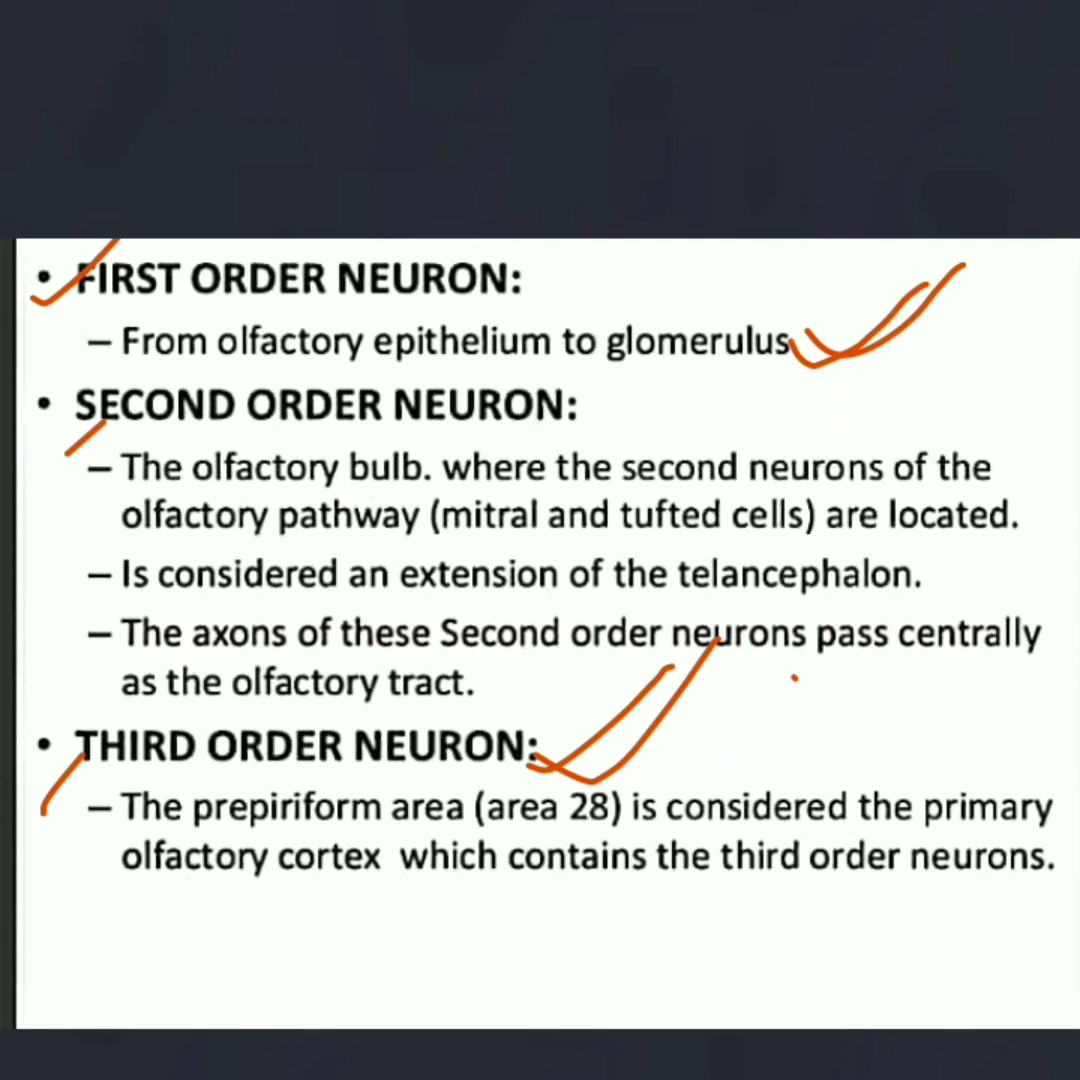 • FIRST ORDER NEURON:
– From olfactory epithelium to glomerulus
• SECOND ORDER NEURON:
– The olfactory bulb. where the second neurons of the
olfactory pathway (mitral and tufted cells) are located.
– Is considered an extension of the telancephalon.
– The axons of these Second order neurons pass centrally
as the olfactory tract.
• THIRD ORDER NEURON:
– The prepiriform area (area 28) is considered the primary
olfactory cortex which contains the third order neurons.